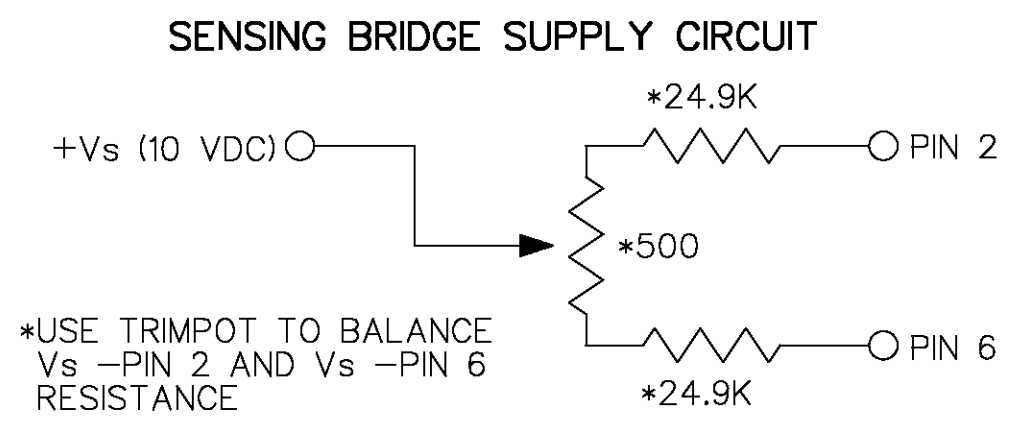 SENSING BRIDGE SUPPLY CIRCUIT
*24.9K
+Vs (10 VDC)
PIN 2
*500
*USE TRIMPOT TO BALANCE
Vs –PIN 2 AND Vs –PIN 6
RESISTANCE
PIN 6
*24.9K